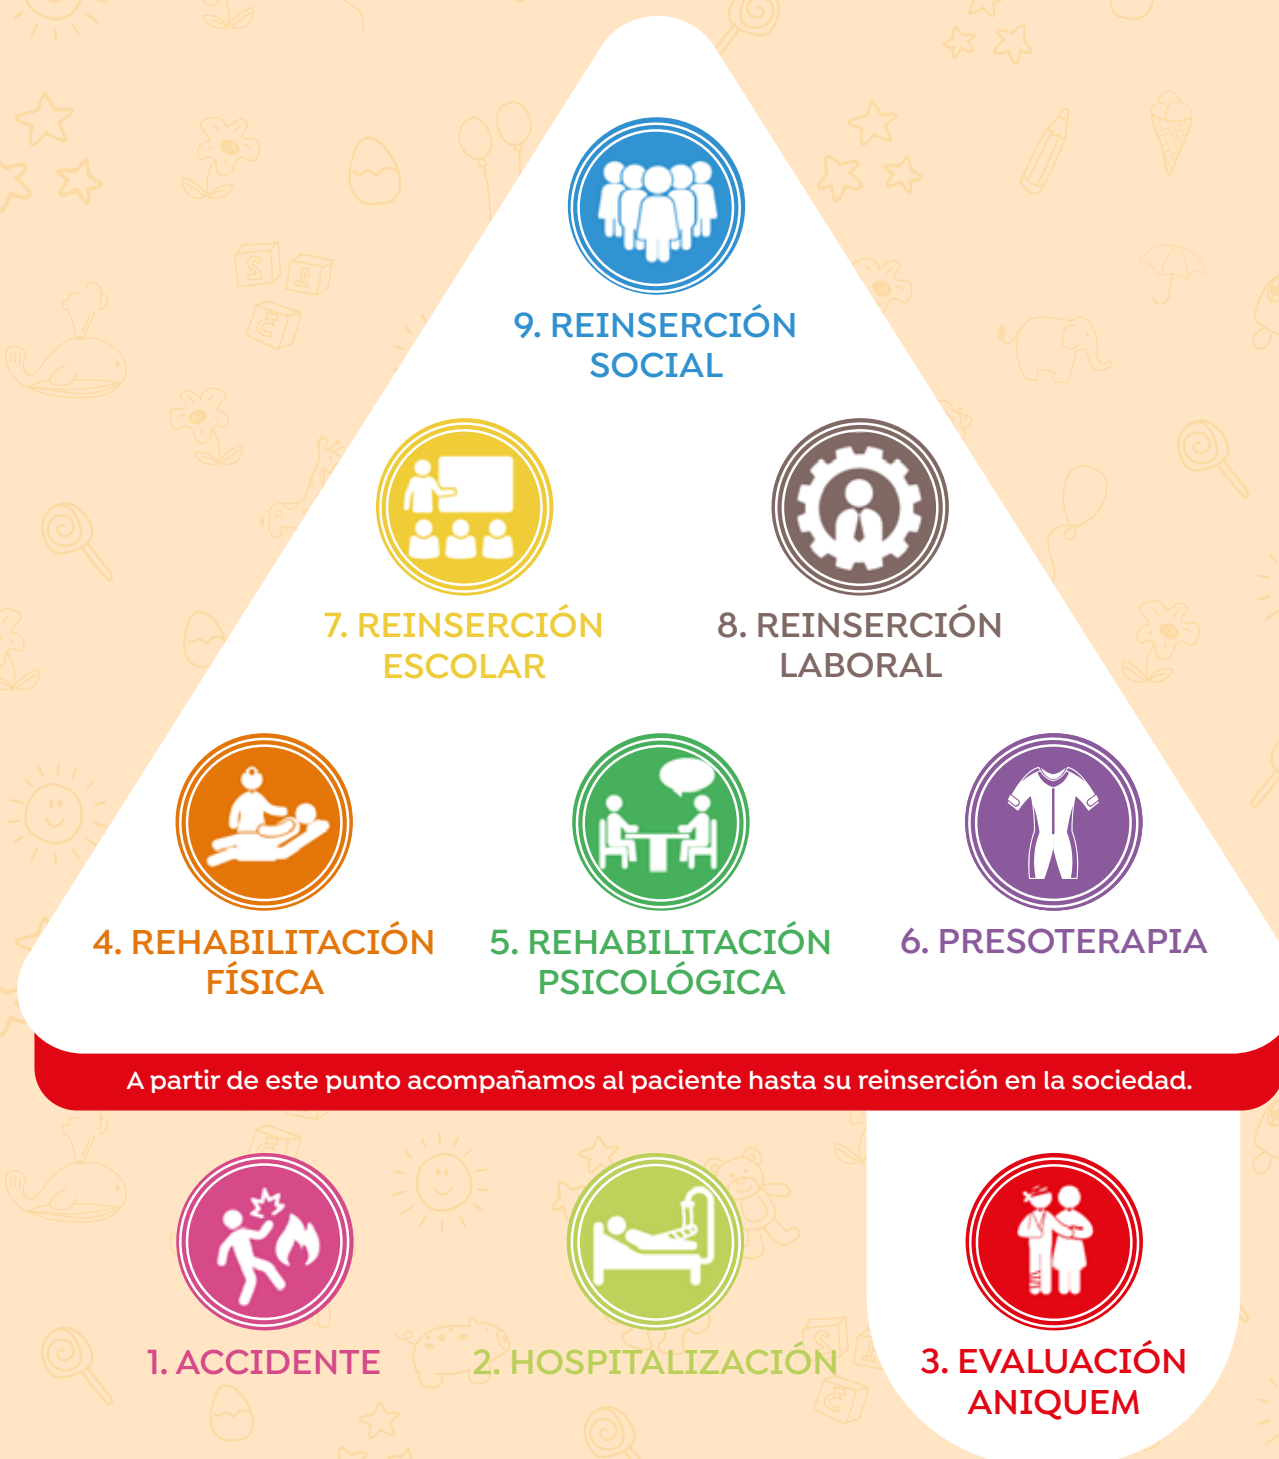 9. REINSERCIÓN
SOCIAL
7. REINSERCIÓN
ESCOLAR
8. REINSERCIÓN
LABORAL
4. REHABILITACIÓN
FÍSICA
5. REHABILITACIÓN
PSICOLÓGICA
6. PRESOTERAPIA
A partir de este punto acompañamos al paciente hasta su reinserción en la sociedad.
1. ACCIDENTE
2. HOSPITALIZACIÓN
3. EVALUACIÓN
ANIQUEM